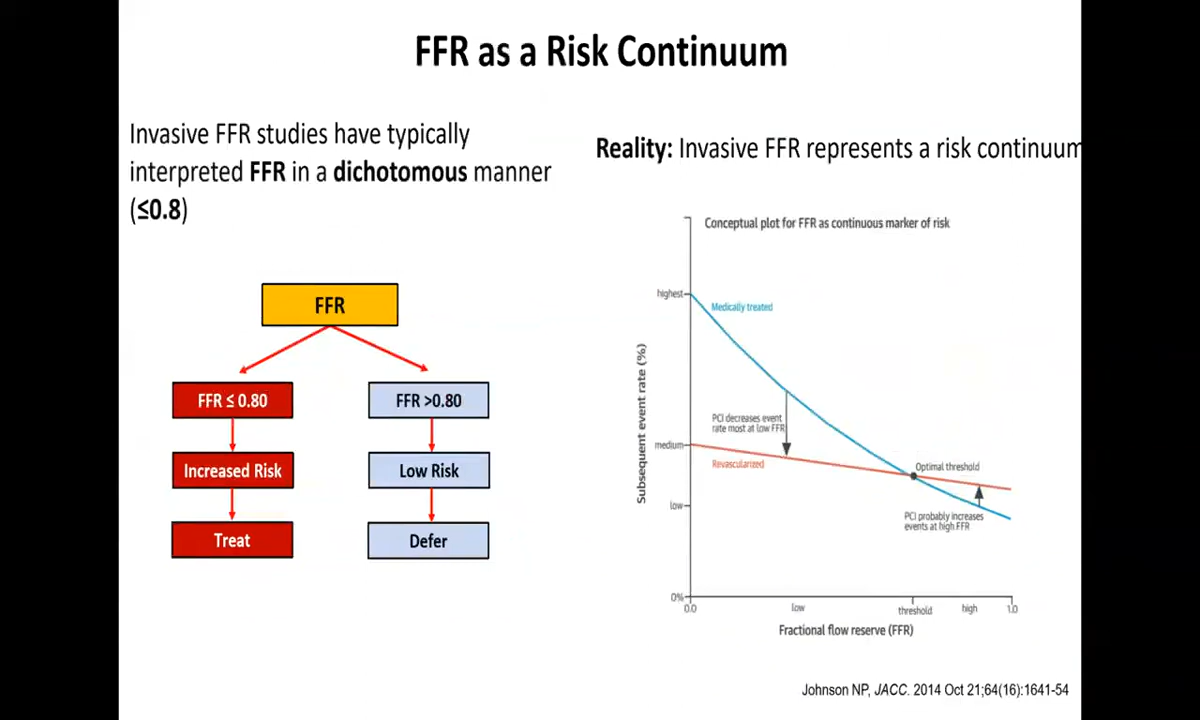 FFR as a Risk Continuum
Invasive FFR studies have typically
interpreted FFR in a dichotomous manner
(≤0.8)
FFR
FFR ≤ 0.80
FFR >0.80
Increased Risk
Low Risk
Treat
Defer
Reality: Invasive FFR represents a risk continuum
Conceptual plot for FFR as continuous marker of risk
highest
Medically treated
Subsequent event rate (%)
PCI decreases event
rate most at low FFR
medium
Revascularized
Optimal threshold
low
PCI probably increases
events at high FFR
0%
0.0
low
threshold
high
1.0
Fractional flow reserve (FFR)
Johnson NP, JACC. 2014 Oct 21;64(16):1641-54